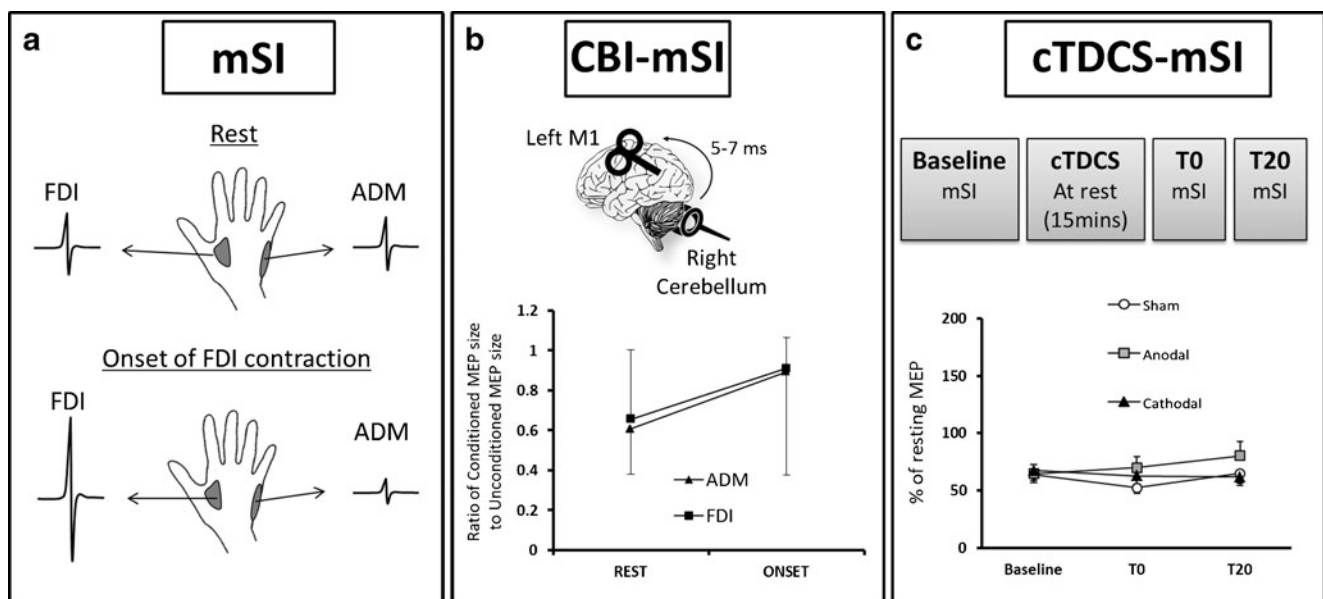 a
mSI
Rest
FDI
ADM
Onset of FDI contraction
FDI
ADM
b
CBI-mSI
Left M1
5-7 ms
Right
Cerebellum
Ratio of Conditioned MEP size
to Unconditioned MEP size
1.2
1
0.8
0.6
0.4
0.2
0
ADM
FDI
REST
ONSET
c
cTDCS-mSI
Baseline
mSI
cTDCS
At rest
(15mins)
T0
mSI
T20
mSI
% of resting MEP
200
150
100
50
0
Sham
Anodal
Cathodal
Baseline
T0
T20